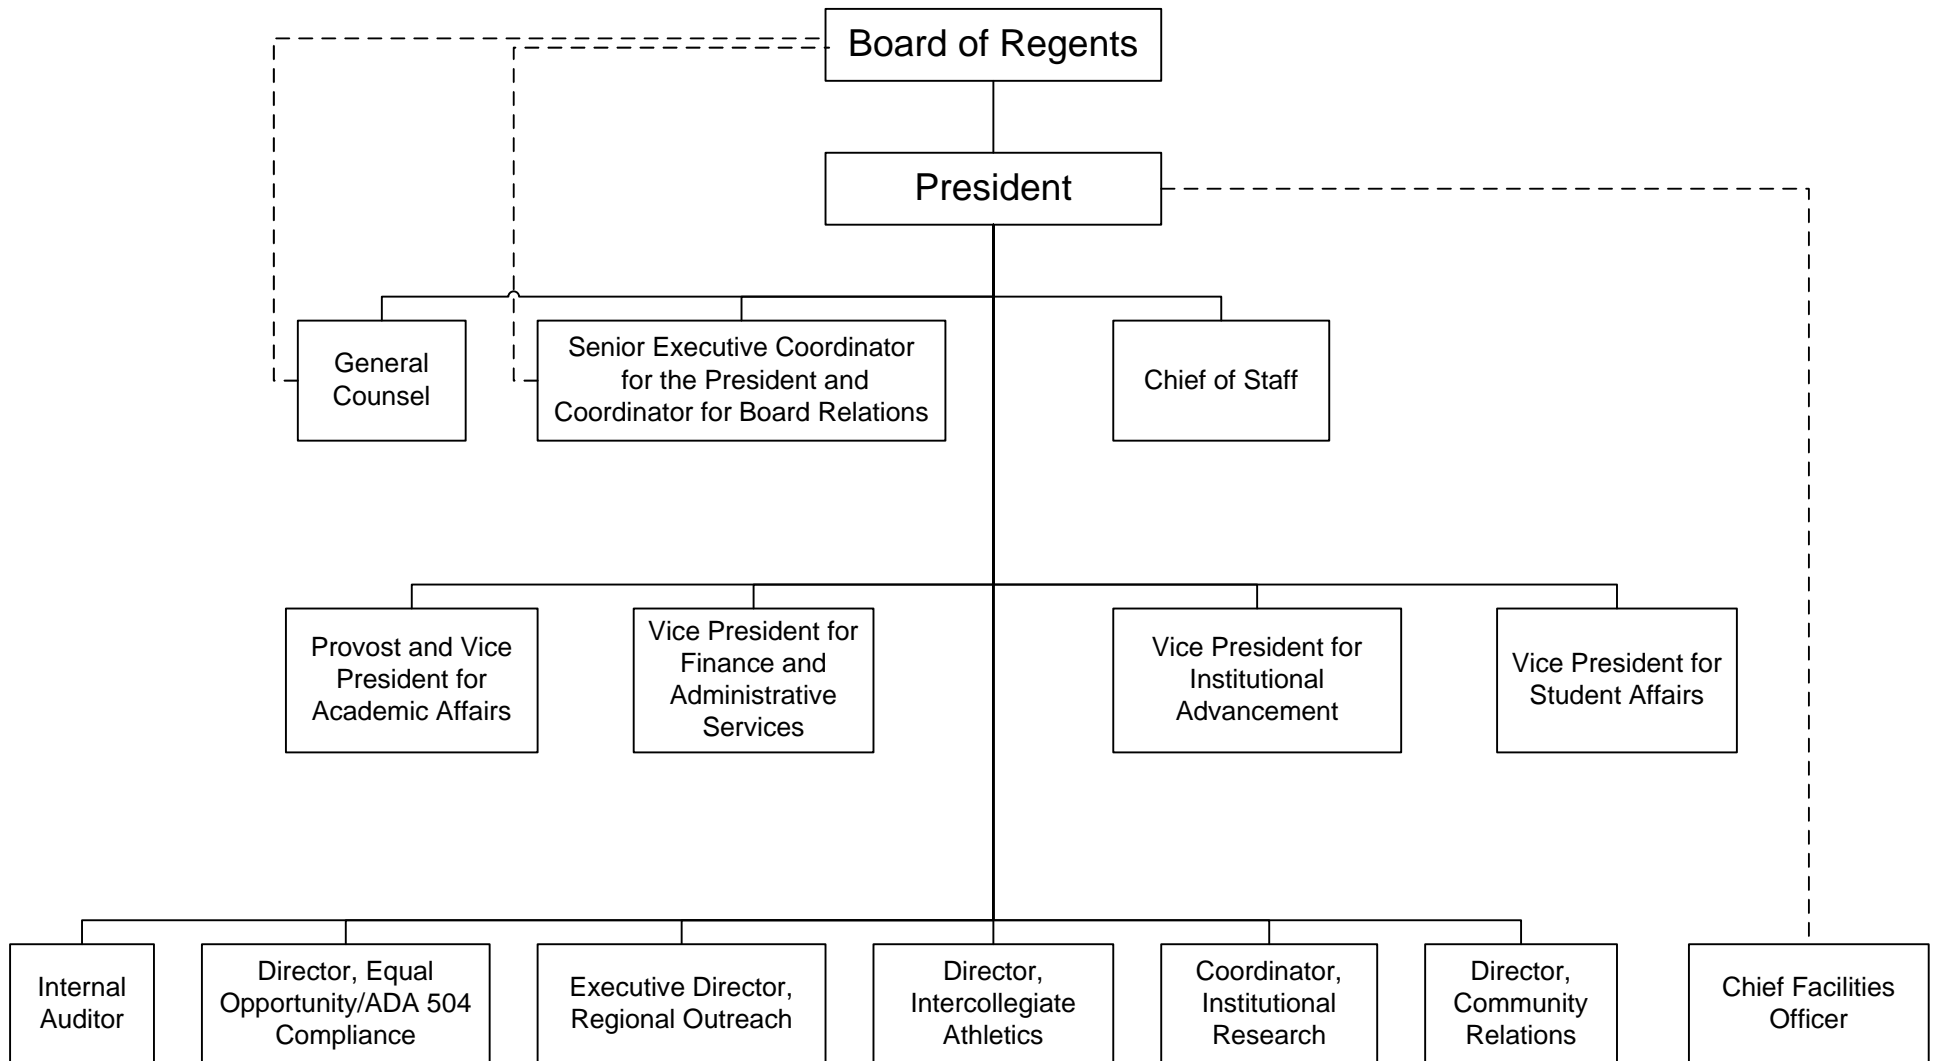 Board of Regents
President
General
Counsel
Senior Executive Coordinator
for the President and
Coordinator for Board Relations
Chief of Staff
Provost and Vice
President for
Academic Affairs
Vice President for
Finance and
Administrative
Services
Vice President for
Institutional
Advancement
Vice President for
Student Affairs
Internal
Auditor
Director, Equal
Opportunity/ADA 504
Compliance
Executive Director,
Regional Outreach
Director,
Intercollegiate
Athletics
Coordinator,
Institutional
Research
Director,
Community
Relations
Chief Facilities
Officer